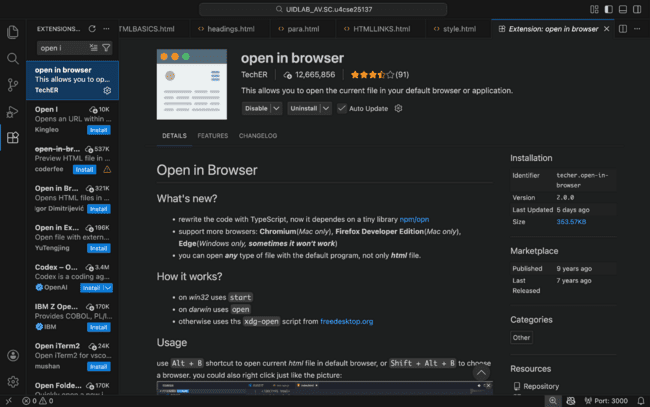 UIDLAB_AV.SC.u4cse25137
EXTENSIONS:
TMLBASICS.html
headings.html
para.html
HTMLLINKS.html
style.html
Extension: open in browser
open i
open in browser
This allows you to op...
TechER
Open I
10K
Opens an URL within ...
Kingleo
Install
open-in-br...
537K
Preview HTML file in ...
coderfee
Install
Open in Br...
321K
Opens HTML files in ...
Igor Dimitrijević
Install
Open in Ex...
196K
Open file with extern...
YuTengjing
Install
Codex – O...
3.4M
Codex is a coding ag...
OpenAI
Install
IBM Z Open...
170K
Provides COBOL, PL/I...
IBM
Install
Open iTerm2
24K
Open iTerm2 for vsco...
mushan
Install
Open Folde...
170K
open in browser
TechER
12,665,856
(91)
This allows you to open the current file in your default browser or application.
Disable
Uninstall
Auto Update
DETAILS
FEATURES
CHANGELOG
Open in Browser
What's new?
• rewrite the code with TypeScript, now it dependes on a tiny library npm/opn
• support more browsers: Chromium(Mac only), Firefox Developer Edition(Mac only),
Edge(Windows only, sometimes it won't work)
• you can open any type of file with the default program, not only html file.
How it works?
• on win32 uses start
• on darwin uses open
• otherwise uses ths xdg-open script from freedesktop.org
Usage
use Alt + B shortcut to open current html file in default browser, or Shift + Alt + B to choose
a browser. you could also right click just like the picture:
Installation
Identifier
techer.open-in-
browser
Version
2.0.0
Last Updated
5 days ago
Size
353.57KB
Marketplace
Published
9 years ago
Last
Released
7 years ago
Categories
Other
Resources
Repository
0
0
Port: 3000